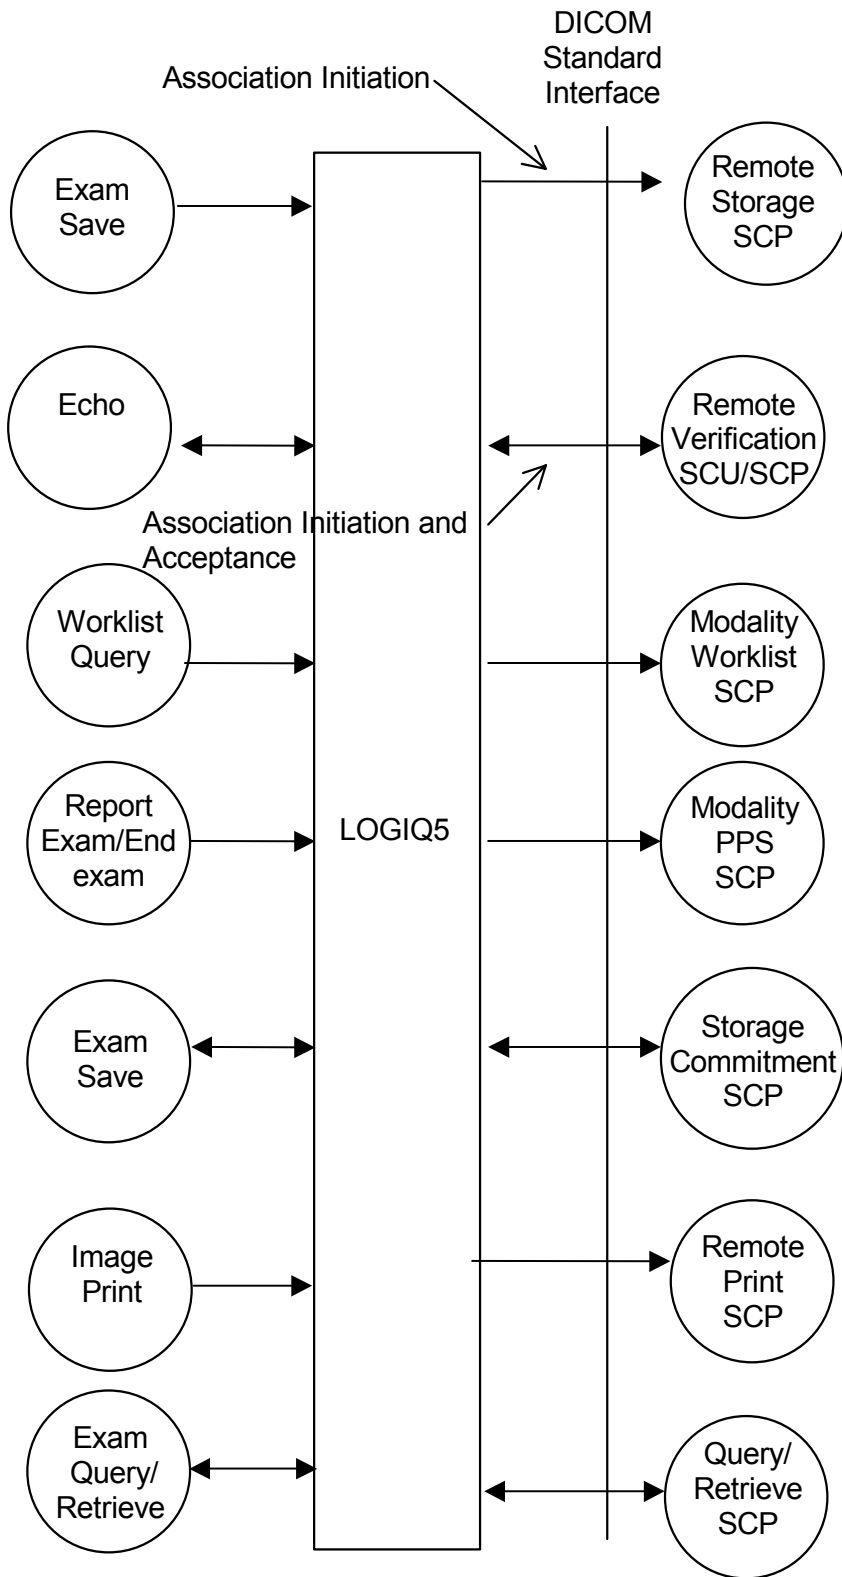 DICOM
Standard
Interface
Association Initiation
Exam
Save
Remote
Storage
SCP
Echo
Remote
Verification
SCU/SCP
Association Initiation and
Acceptance
Worklist
Query
Modality
Worklist
SCP
Report
Exam/End
exam
LOGIQ5
Modality
PPS
SCP
Exam
Save
Storage
Commitment
SCP
Image
Print
Remote
Print
SCP
Exam
Query/
Retrieve
Query/
Retrieve
SCP